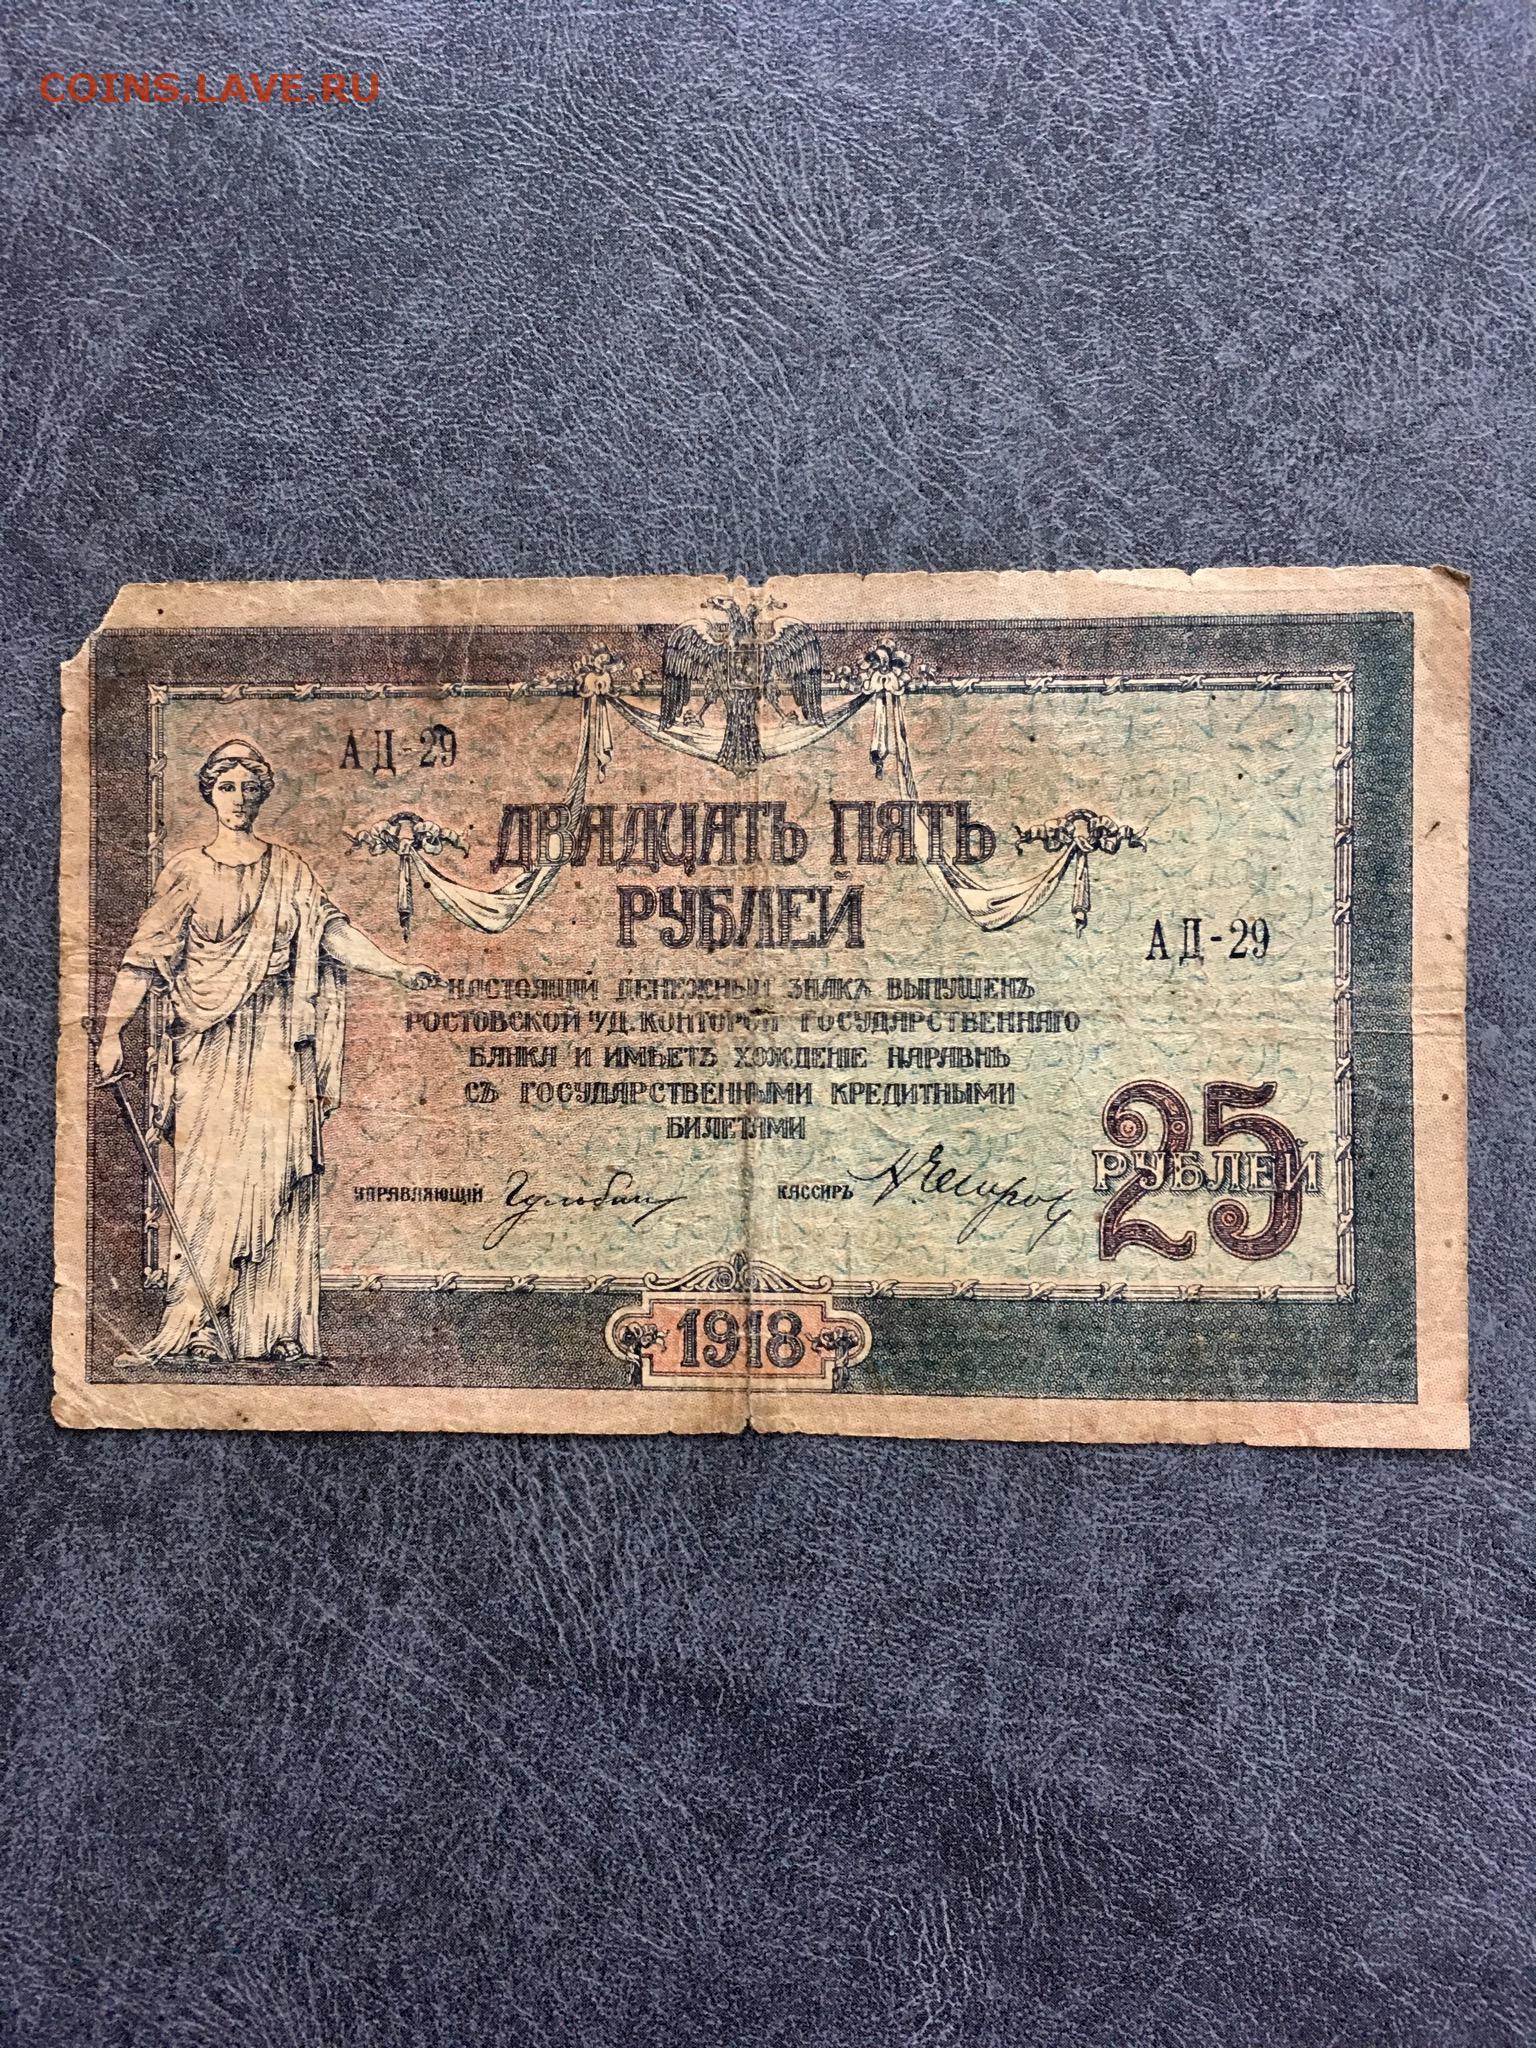 COINS.LAVE.RU
АД-29
ДВАДЦАТЬ ПЯТЬ
РУБЛЕЙ
АД-29
НАСТОЯЩІЙ ДЕНЕЖНЫЙ ЗНАКЪ ВЫПУЩЕНЪ
РОСТОВСКОЙ Ч/Д. КОНТОРОЙ ГОСУДАРСТВЕННАГО
БАНКА И ИМѢЕТЪ ХОЖДЕНІЕ НАРАВНѢ
СЪ ГОСУДАРСТВЕННЫМИ КРЕДИТНЫМИ
БИЛЕТАМИ
25
РУБЛЕЙ
УПРАВЛЯЮЩІЙ Гульбин КАССИРЪ
1918